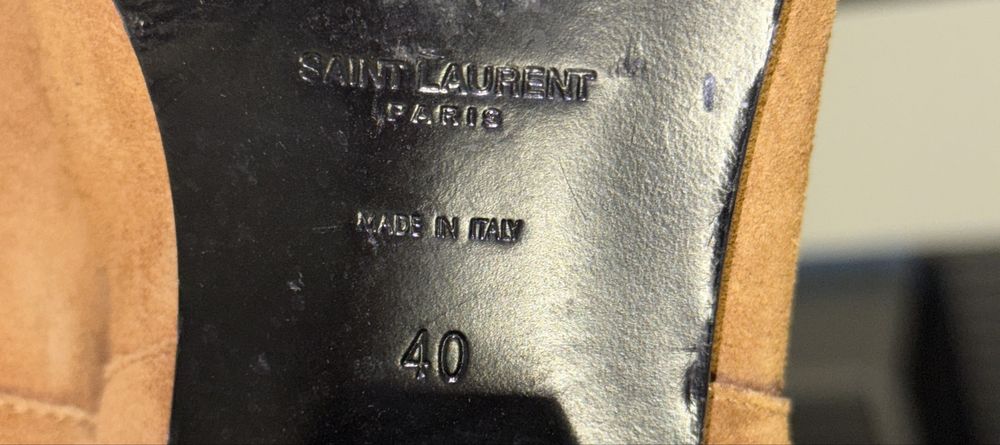 SAINT LAURENT
PARIS
MADE IN ITALY
40